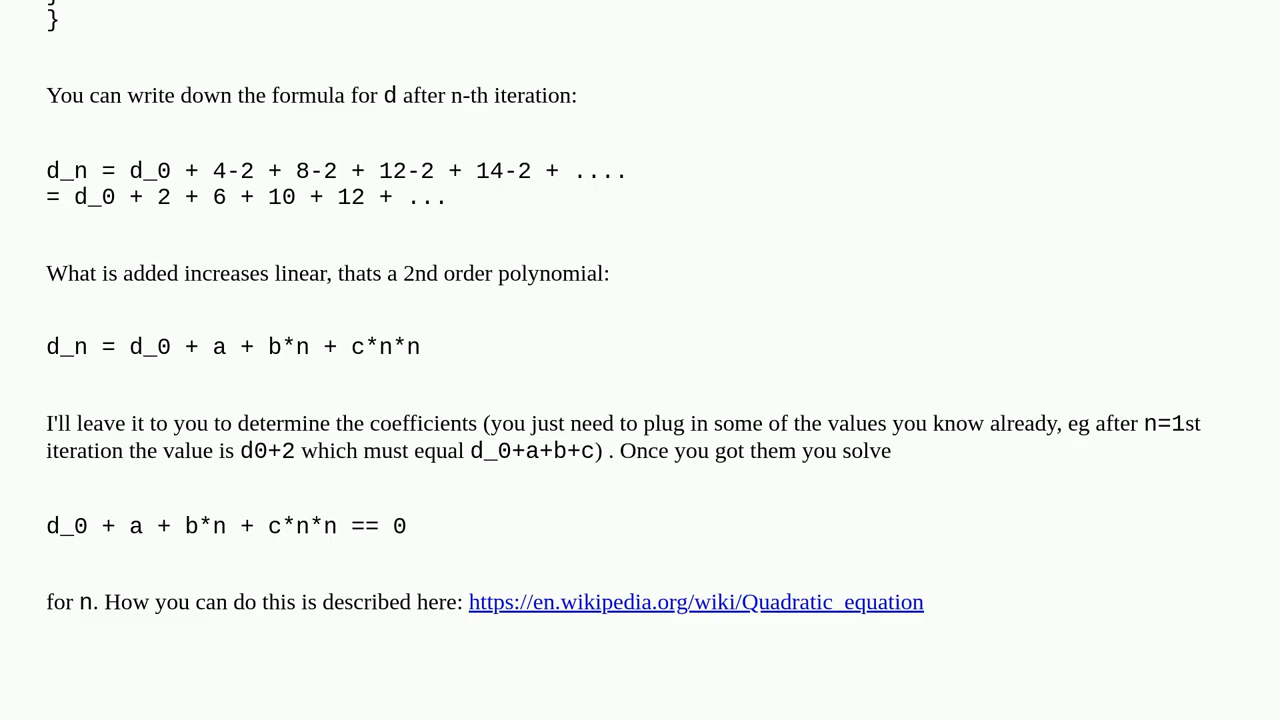 }
You can write down the formula for d after n-th iteration:
d_n = d_0 + 4-2 + 8-2 + 12-2 + 14-2 + ....
= d_0 + 2 + 6 + 10 + 12 + ...
What is added increases linear, thats a 2nd order polynomial:
d_n = d_0 + a + b*n + c*n*n
I'll leave it to you to determine the coefficients (you just need to plug in some of the values you know already, eg after n=1st
iteration the value is d0+2 which must equal d_0+a+b+c) . Once you got them you solve
d_0 + a + b*n + c*n*n == 0
for n. How you can do this is described here: https://en.wikipedia.org/wiki/Quadratic_equation